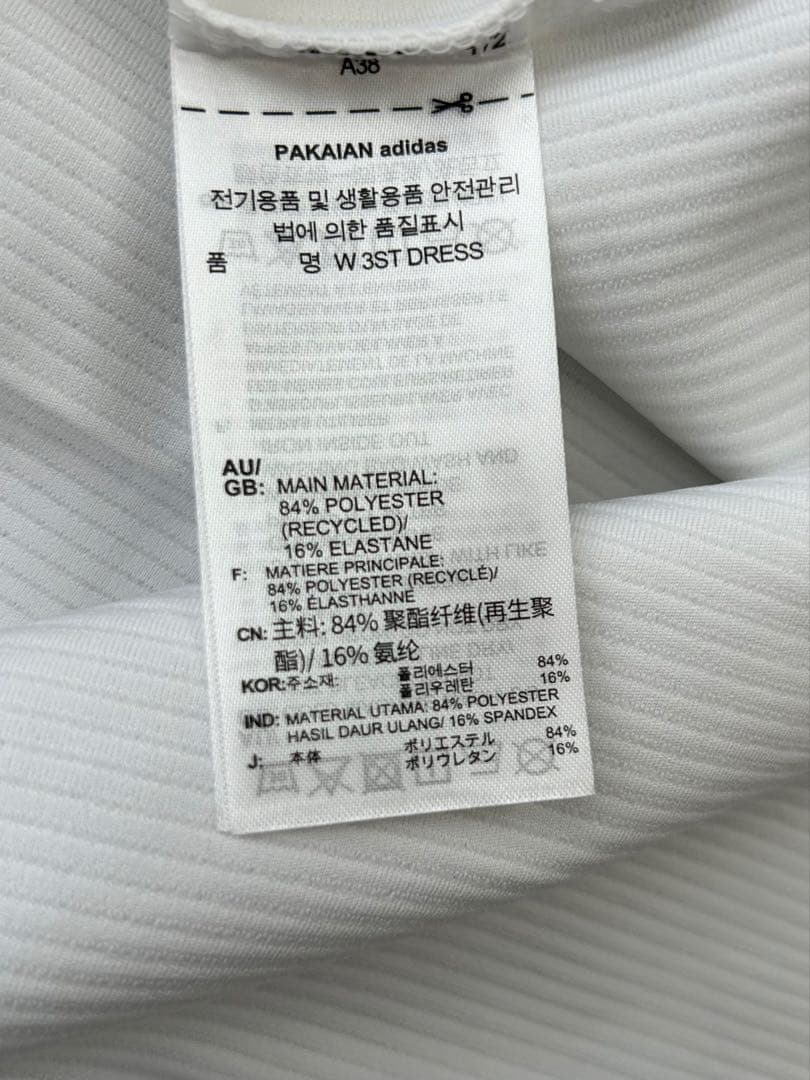 A38
1/2
PAKAIAN adidas
전기용품 및 생활용품 안전관리
법에 의한 품질표시
품 명 W 3ST DRESS
AU/
GB: MAIN MATERIAL:
84% POLYESTER
(RECYCLED)/
16% ELASTANE
F: MATIERE PRINCIPALE:
84% POLYESTER (RECYCLÉ)/
16% ÉLASTHANNE
CN: 主料: 84% 聚酯纤维(再生聚
酯)/ 16% 氨纶
KOR:주소재: 폴리에스터 84%
폴리우레탄 16%
IND: MATERIAL UTAMA: 84% POLYESTER
HASIL DAUR ULANG/ 16% SPANDEX
J: 本体 ポリエステル 84%
ポリウレタン 16%